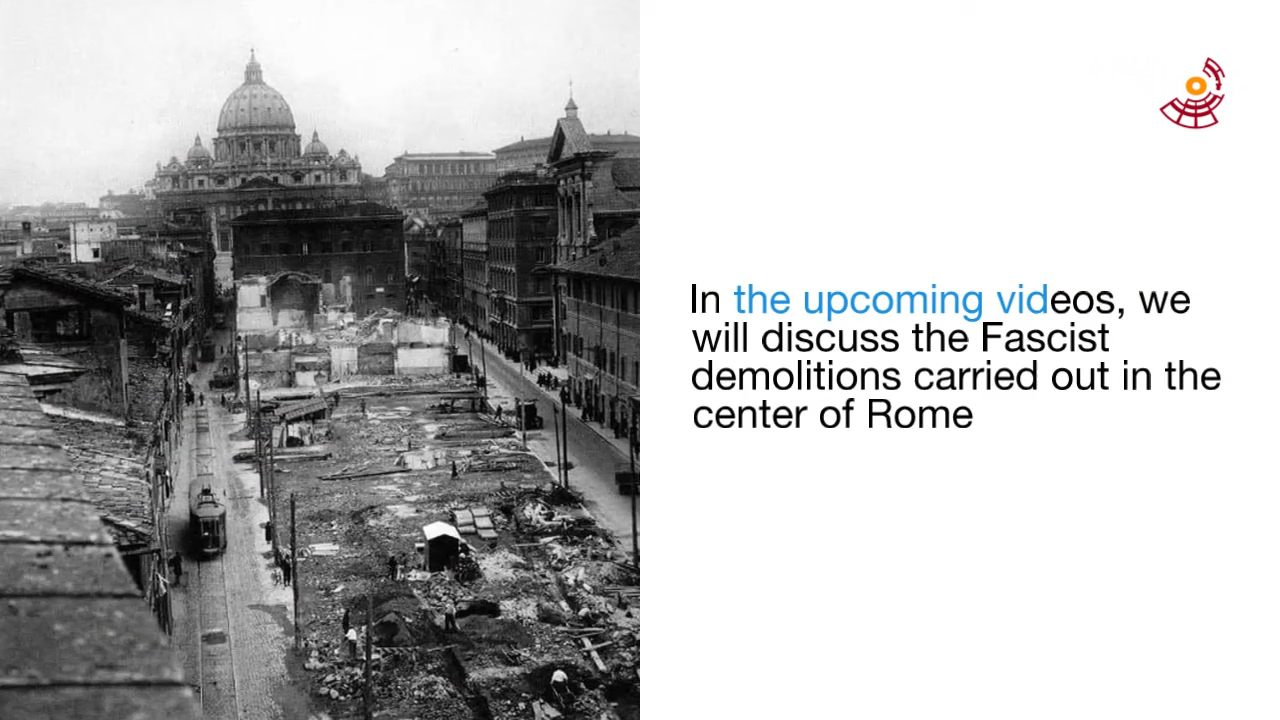 In the upcoming videos, we
will discuss the Fascist
demolitions carried out in the
center of Rome